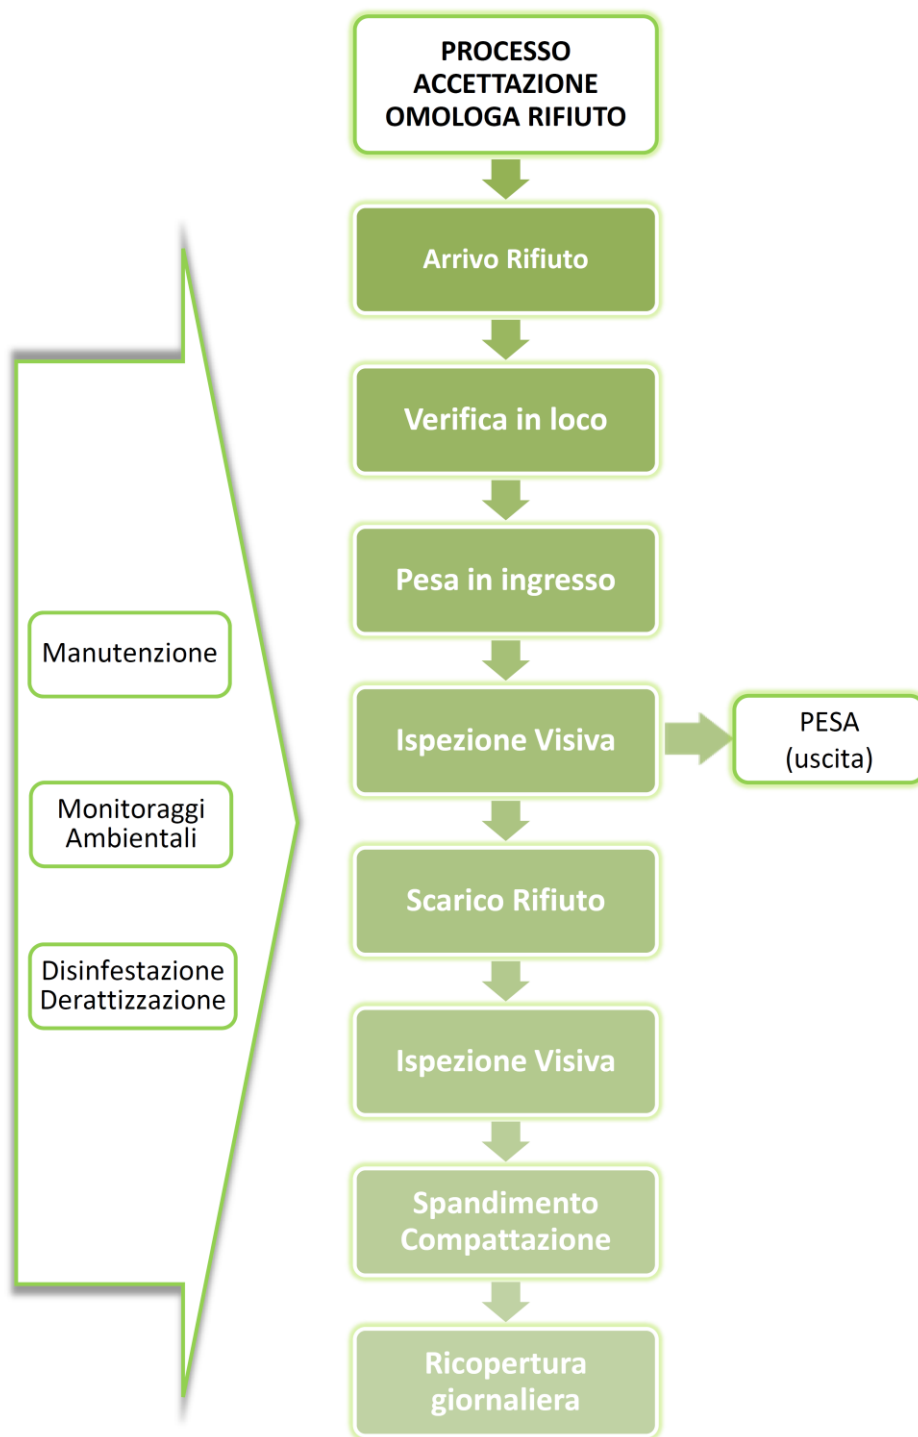 PROCESSO
ACCETTAZIONE
OMOLOGA RIFIUTO
Arrivo Rifiuto
Verifica in loco
Pesa in ingresso
Manutenzione
Ispezione Visiva
PESA
(uscita)
Monitoraggi
Ambientali
Scarico Rifiuto
Disinfestazione
Derattizzazione
Ispezione Visiva
Spandimento
Compattazione
Ricopertura
giornaliera